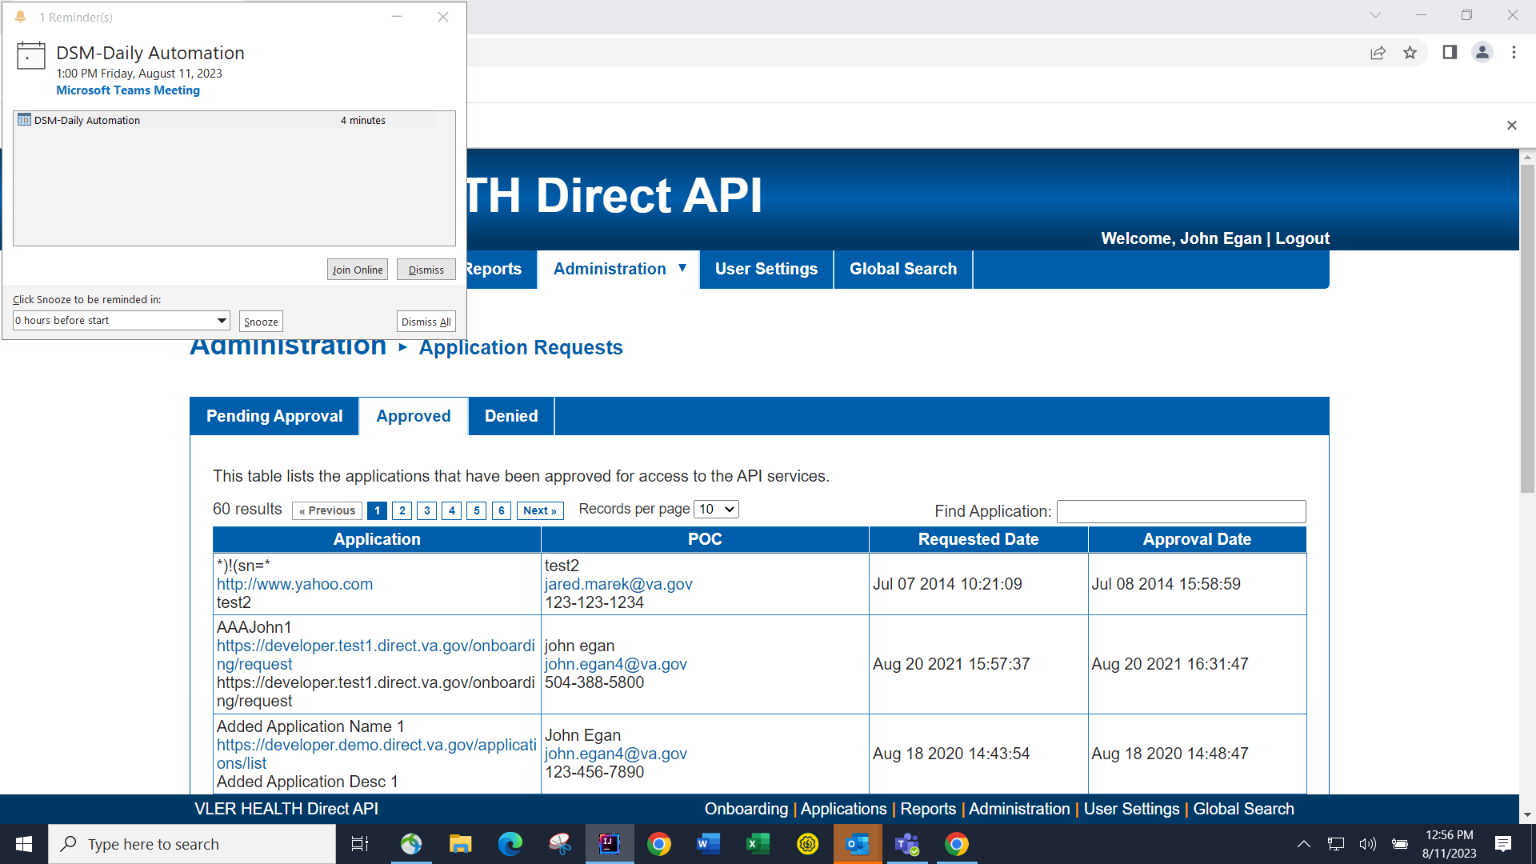 1 Reminder(s)
DSM-Daily Automation
1:00 PM Friday, August 11, 2023
Microsoft Teams Meeting
DSM-Daily Automation 4 minutes
Join Online Dismiss
Click Snooze to be reminded in:
0 hours before start Snooze Dismiss All
TH Direct API
Welcome, John Egan | Logout
Reports Administration ▼ User Settings Global Search
Administration ► Application Requests
Pending Approval Approved Denied
This table lists the applications that have been approved for access to the API services.
60 results « Previous 1 2 3 4 5 6 Next » Records per page 10 Find Application:
Application POC Requested Date Approval Date
*)!(sn=*
http://www.yahoo.com
test2
test2
jared.marek@va.gov
123-123-1234
Jul 07 2014 10:21:09
Jul 08 2014 15:58:59
AAAJohn1
https://developer.test1.direct.va.gov/onboardi
ng/request
https://developer.test1.direct.va.gov/onboardi
ng/request
john egan
john.egan4@va.gov
504-388-5800
Aug 20 2021 15:57:37
Aug 20 2021 16:31:47
Added Application Name 1
https://developer.demo.direct.va.gov/applicati
ons/list
Added Application Desc 1
John Egan
john.egan4@va.gov
123-456-7890
Aug 18 2020 14:43:54
Aug 18 2020 14:48:47
VLER HEALTH Direct API Onboarding | Applications | Reports | Administration | User Settings | Global Search
Type here to search
12:56 PM
8/11/2023